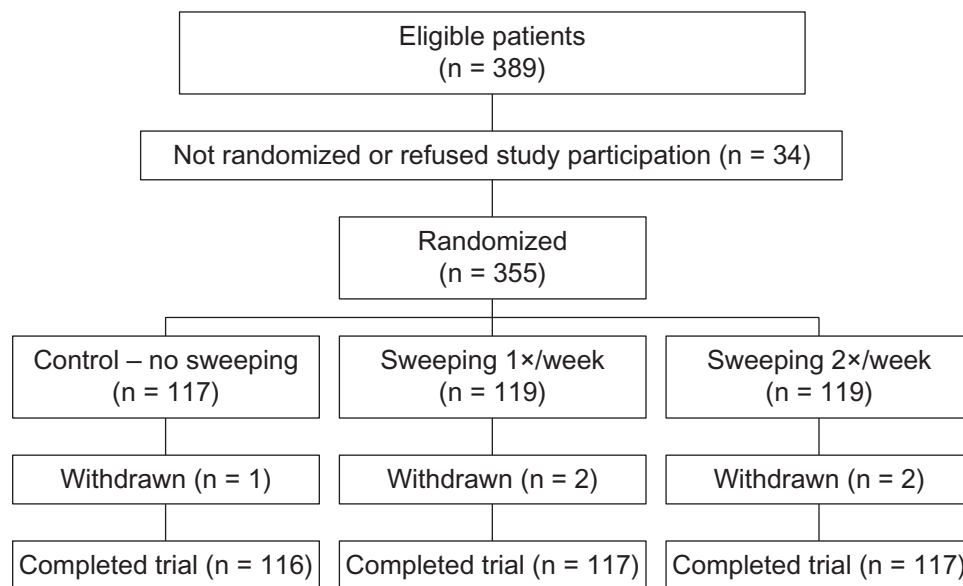 Eligible patients
(n = 389)
Not randomized or refused study participation (n = 34)
Randomized
(n = 355)
Control – no sweeping
(n = 117)
Sweeping 1×/week
(n = 119)
Sweeping 2×/week
(n = 119)
Withdrawn (n = 1)
Withdrawn (n = 2)
Withdrawn (n = 2)
Completed trial (n = 116)
Completed trial (n = 117)
Completed trial (n = 117)